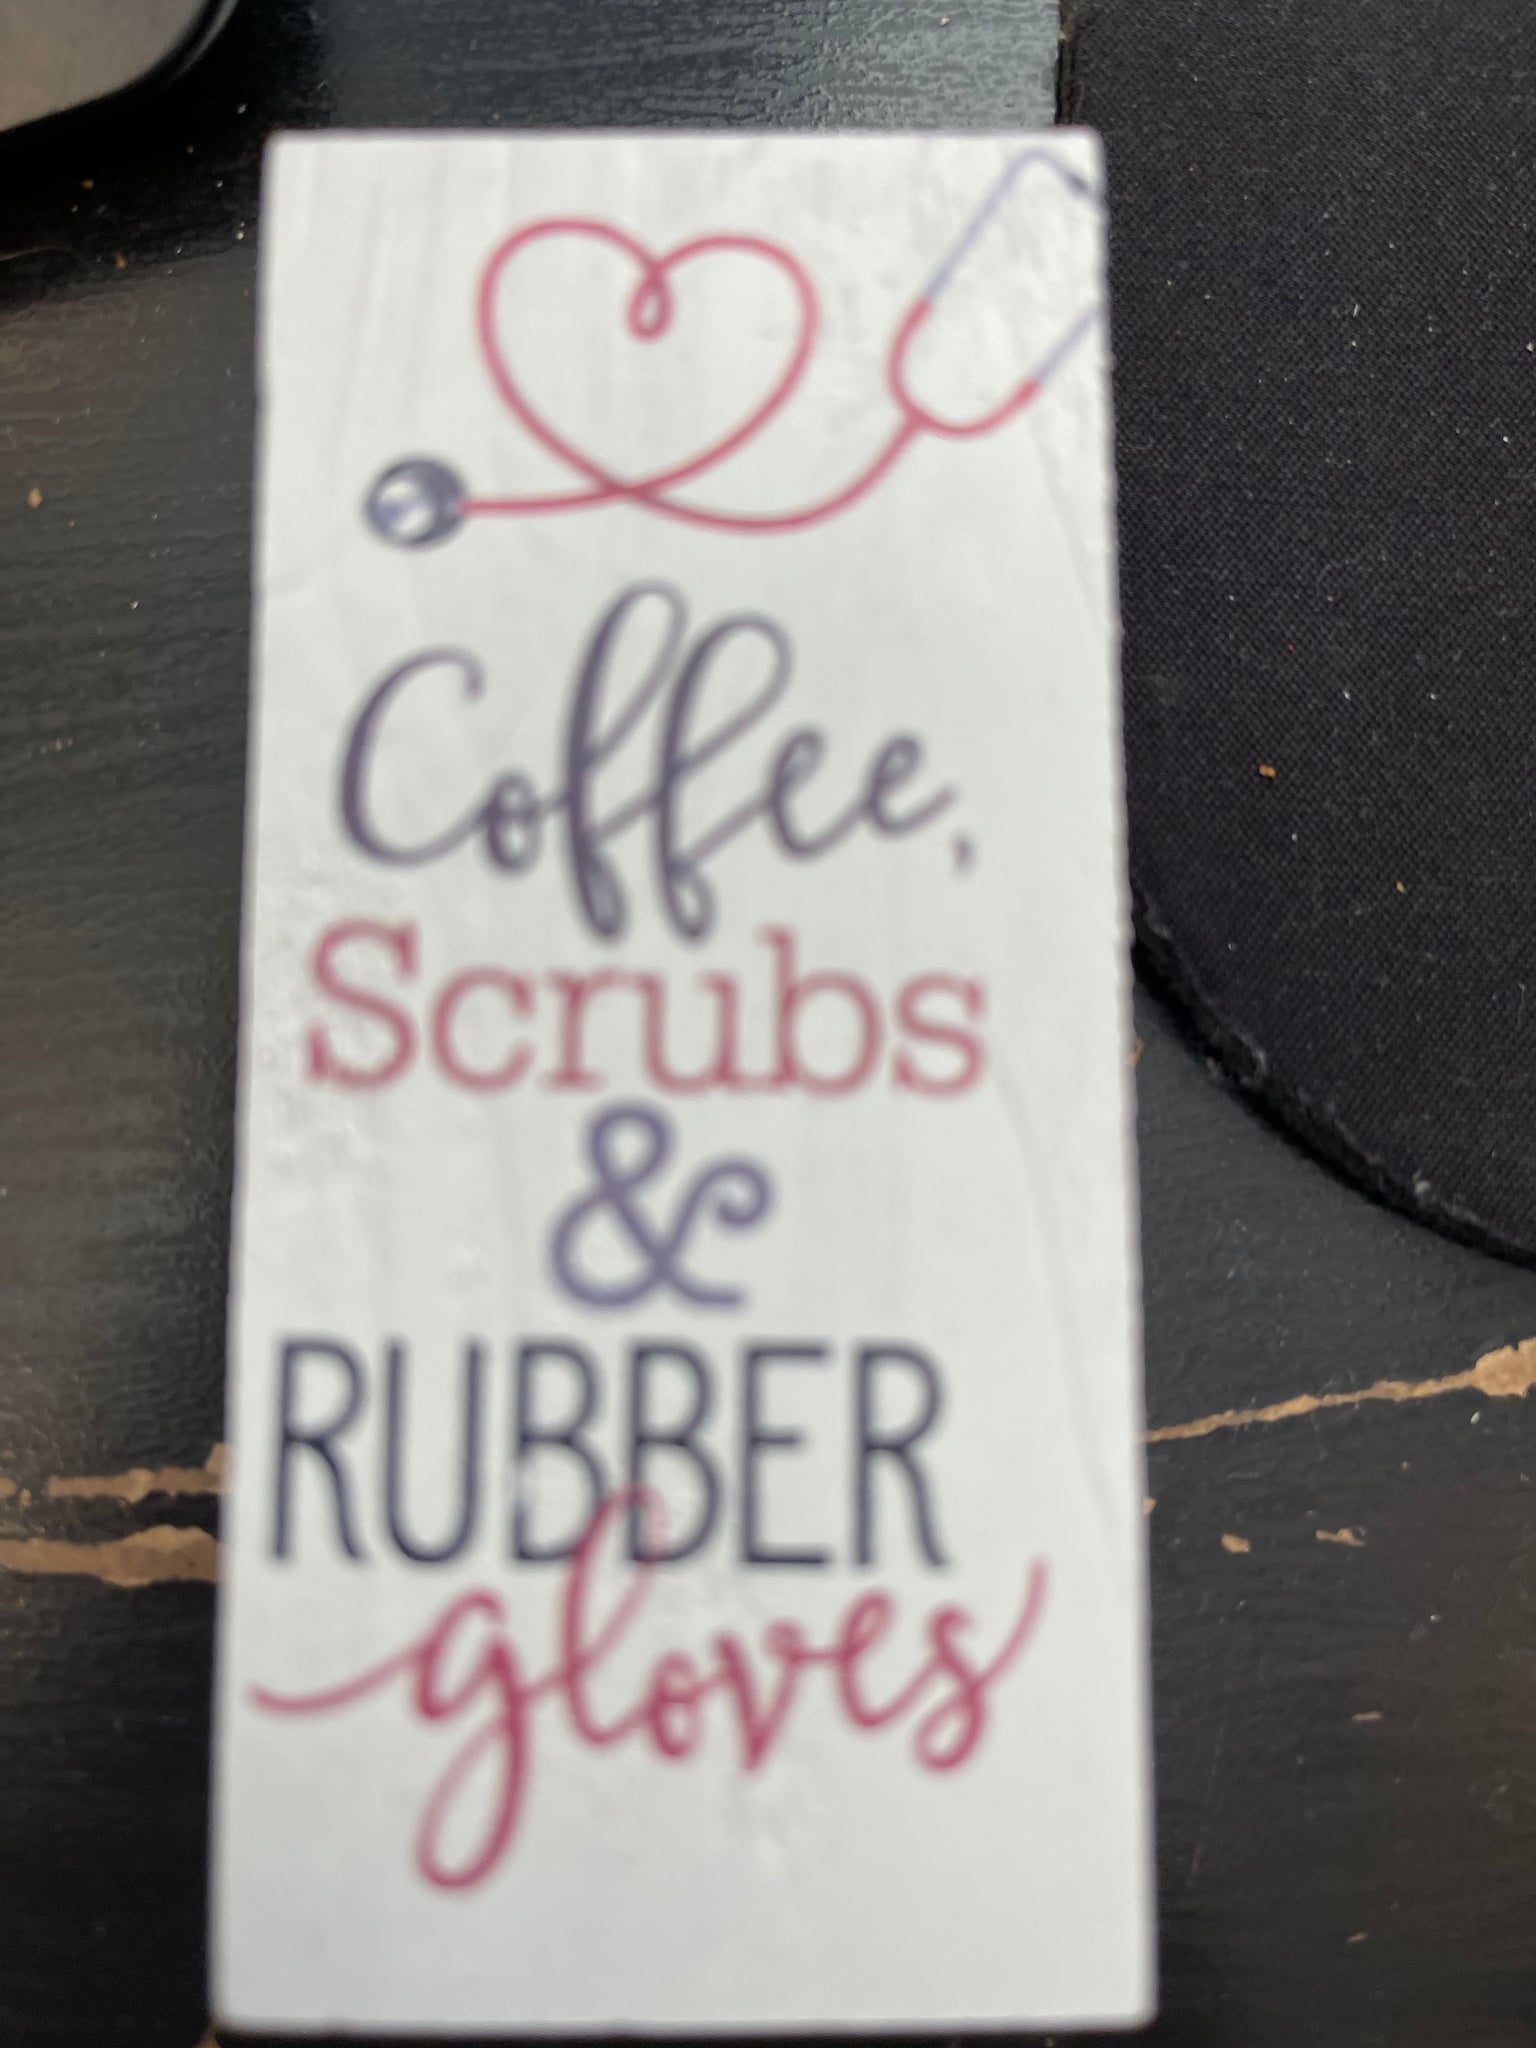 Coffee,
Scrubs
&
RUBBER
gloves